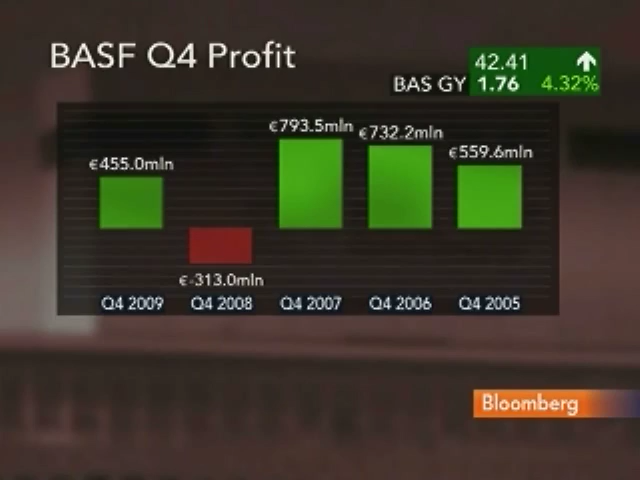 BASF Q4 Profit
42.41
BAS GY 1.76 4.32%
€455.0mln
€-313.0mln
€793.5mln
€732.2mln
€559.6mln
Q4 2009 Q4 2008 Q4 2007 Q4 2006 Q4 2005
Bloomberg